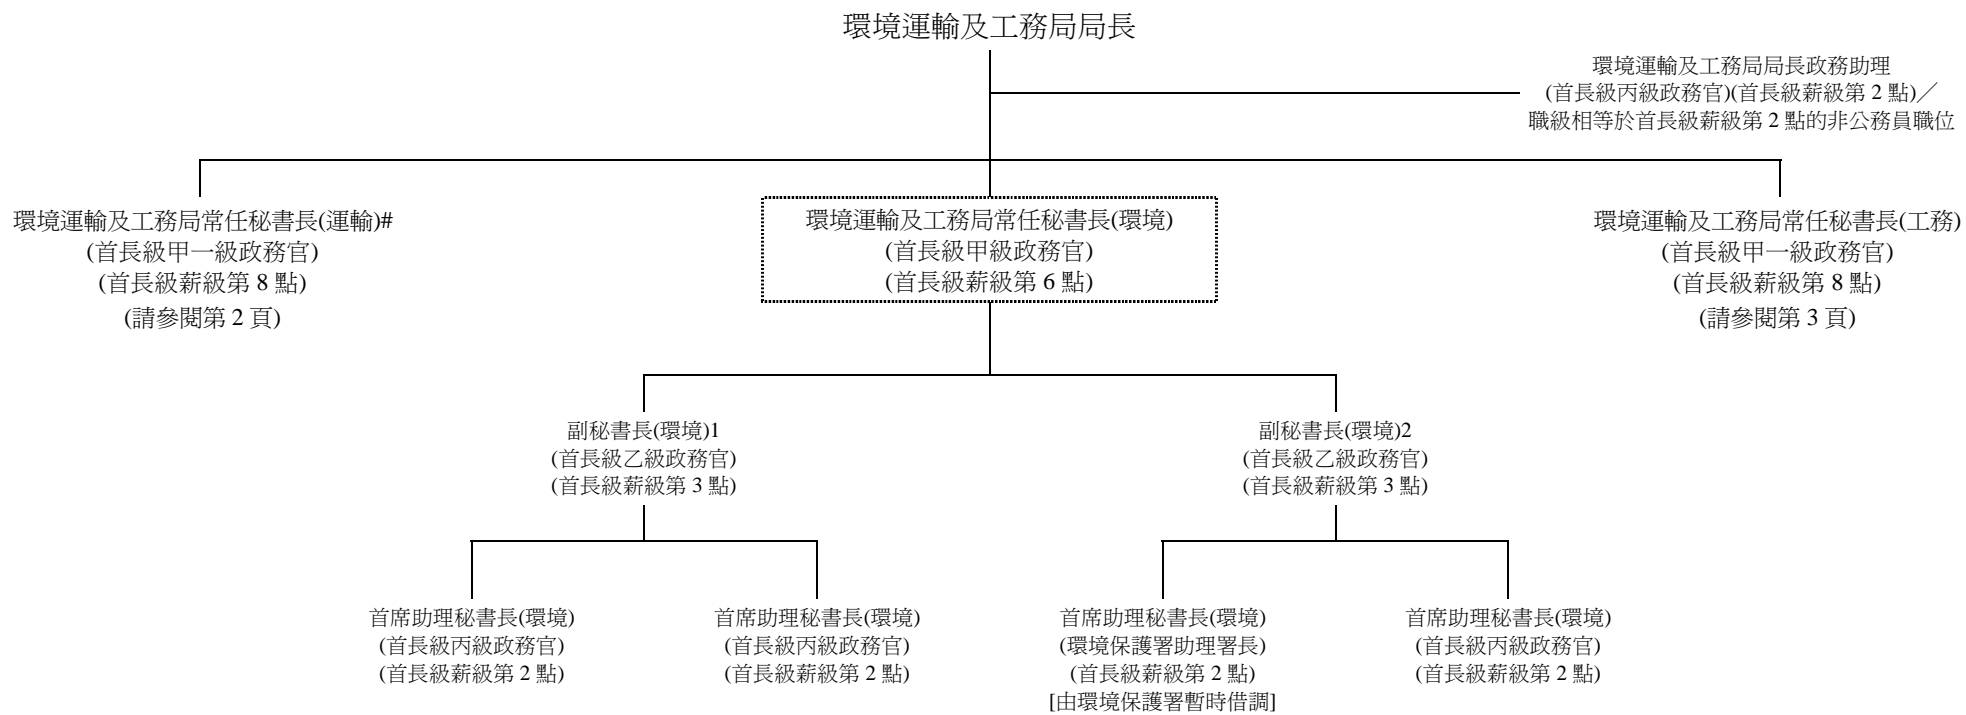 環境運輸及工務局局長
環境運輸及工務局局長政務助理
(首長級丙級政務官)(首長級薪級第 2 點)／
職級相等於首長級薪級第 2 點的非公務員職位
環境運輸及工務局常任秘書長(運輸)#
(首長級甲一級政務官)
(首長級薪級第 8 點)
(請參閱第 2 頁)
環境運輸及工務局常任秘書長(環境)
(首長級甲級政務官)
(首長級薪級第 6 點)
環境運輸及工務局常任秘書長(工務)
(首長級甲一級政務官)
(首長級薪級第 8 點)
(請參閱第 3 頁)
副秘書長(環境)1
(首長級乙級政務官)
(首長級薪級第 3 點)
副秘書長(環境)2
(首長級乙級政務官)
(首長級薪級第 3 點)
首席助理秘書長(環境)
(首長級丙級政務官)
(首長級薪級第 2 點)
首席助理秘書長(環境)
(首長級丙級政務官)
(首長級薪級第 2 點)
首席助理秘書長(環境)
(環境保護署助理署長)
(首長級薪級第 2 點)
[由環境保護署暫時借調]
首席助理秘書長(環境)
(首長級丙級政務官)
(首長級薪級第 2 點)